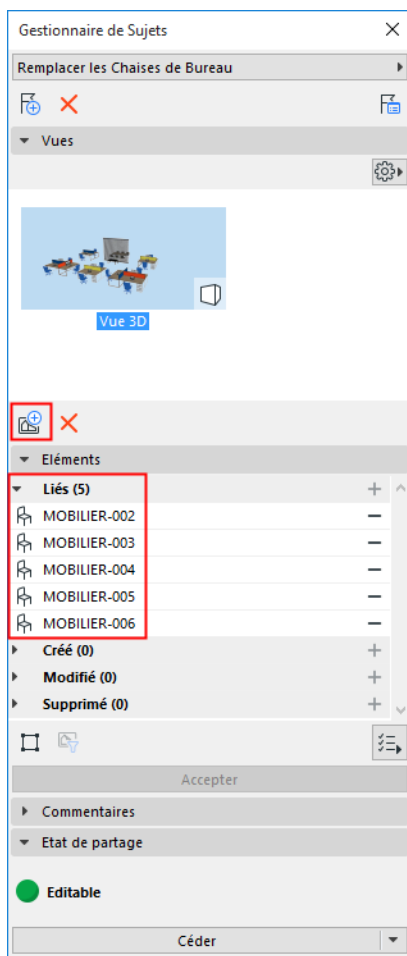 Gestionnaire de Sujets
Remplacer les Chaises de Bureau
Vues
Vue 3D
Eléments
Liés (5)
MOBILIER-002
MOBILIER-003
MOBILIER-004
MOBILIER-005
MOBILIER-006
Créé (0)
Modifié (0)
Supprimé (0)
Accepter
Commentaires
Etat de partage
Editable
Céder